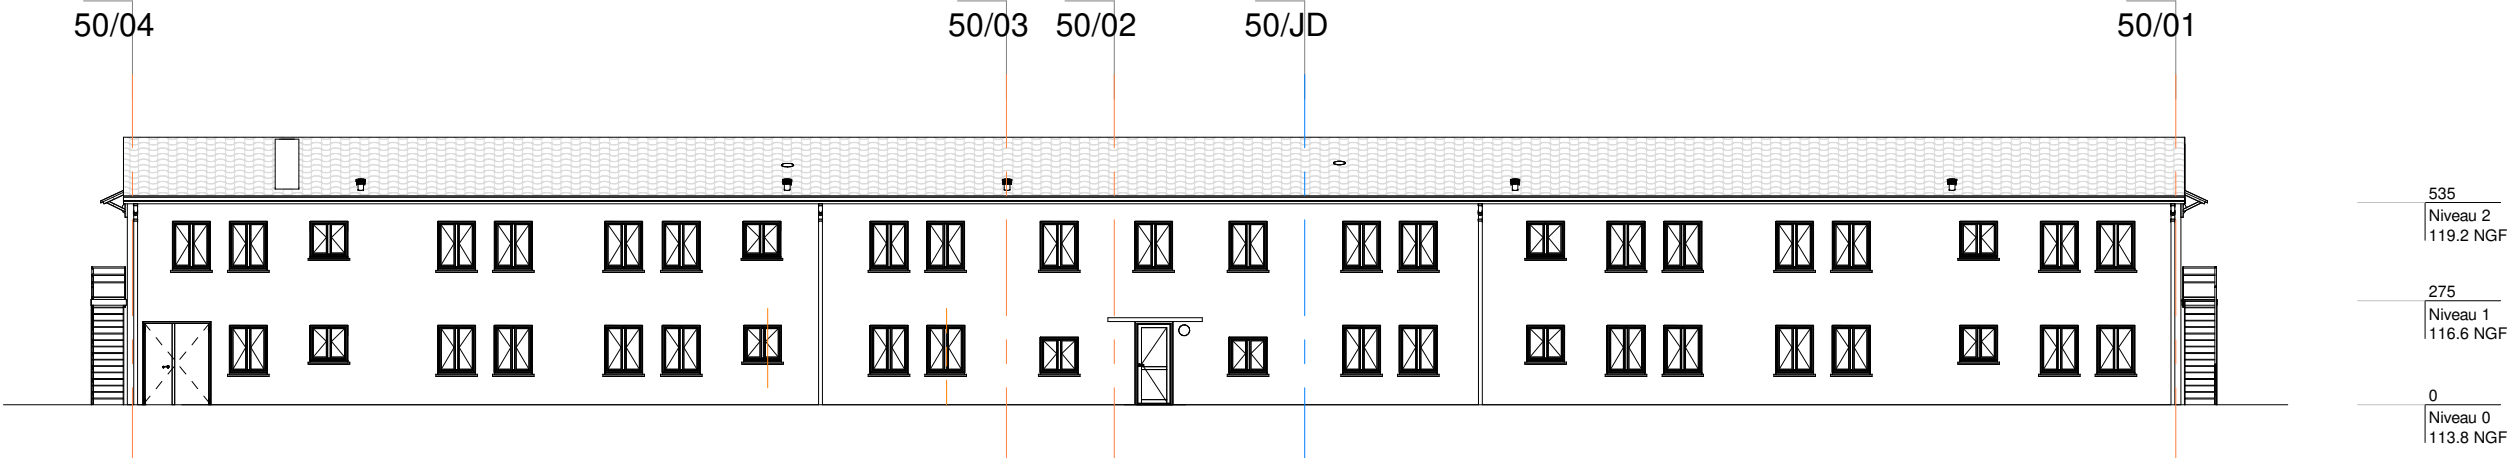 50/04
50/03
50/02
50/JD
50/01
535
Niveau 2
119.2 NGF
275
Niveau 1
116.6 NGF
0
Niveau 0
113.8 NGF